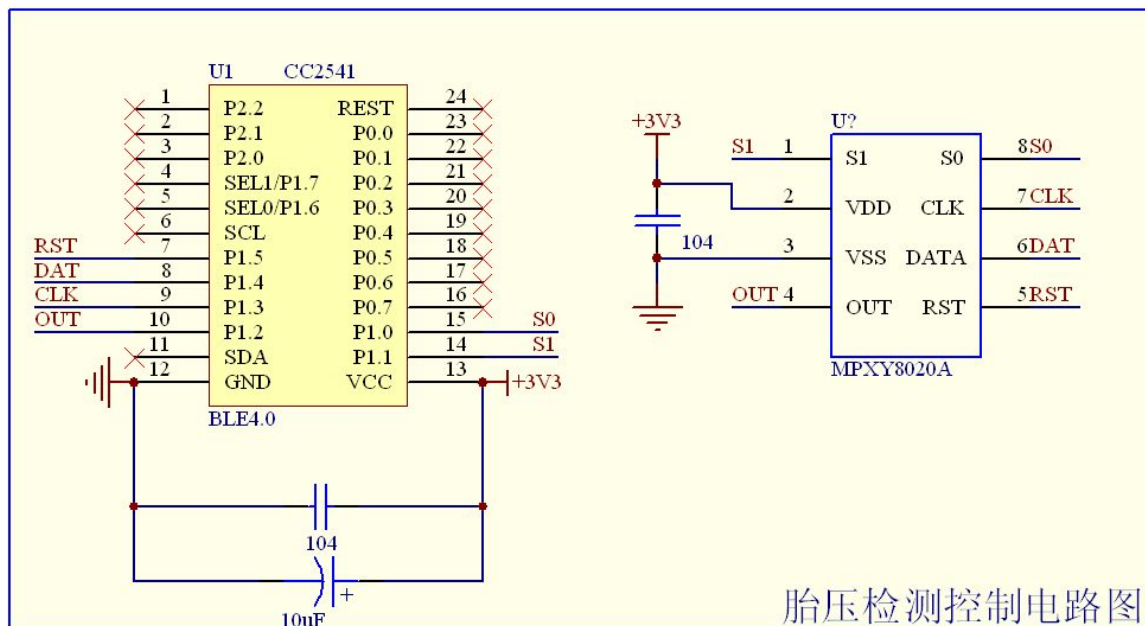 U1 CC2541
1 P2.2 REST 24
2 P2.1 P0.0 23
3 P2.0 P0.1 22
4 SEL1/P1.7 P0.2 21
5 SEL0/P1.6 P0.3 20
6 SCL P0.4 19
RST 7 P1.5 P0.5 18
DAT 8 P1.4 P0.6 17
CLK 9 P1.3 P0.7 16
OUT 10 P1.2 P1.0 15 S0
11 SDA P1.1 14 S1
12 GND VCC 13 +3V3
BLE4.0
104
10uF +
+3V3 U?
S1 1 S1 S0 8 S0
2 VDD CLK 7 CLK
104
3 VSS DATA 6 DAT
OUT 4 OUT RST 5 RST
MPXY8020A
胎压检测控制电路图